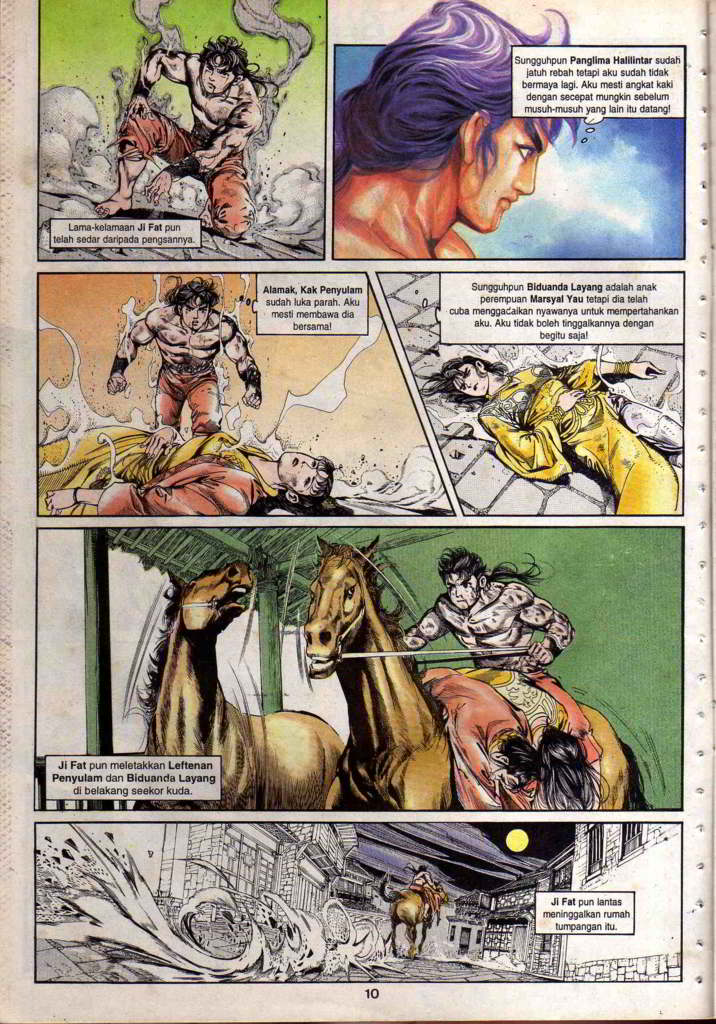 Lama-kelamaan Ji Fat pun
telah sedar daripada pengsannya.
Sungguhpun Panglima Halilintar sudah
jatuh rebah tetapi aku sudah tidak
bermaya lagi. Aku mesti angkat kaki
dengan secepat mungkin sebelum
musuh-musuh yang lain itu datang!
Alamak, Kak Penyulam
sudah luka parah. Aku
mesti membawa dia
bersama!
Sungguhpun Biduanda Layang adalah anak
perempuan Marsyal Yau tetapi dia telah
cuba menggadaikan nyawanya untuk mempertahankan
aku. Aku tidak boleh tinggalkannya dengan
begitu saja!
Ji Fat pun meletakkan Leftenan
Penyulam dan Biduanda Layang
di belakang seekor kuda.
Ji Fat pun lantas
meninggalkan rumah
tumpangan itu.
10